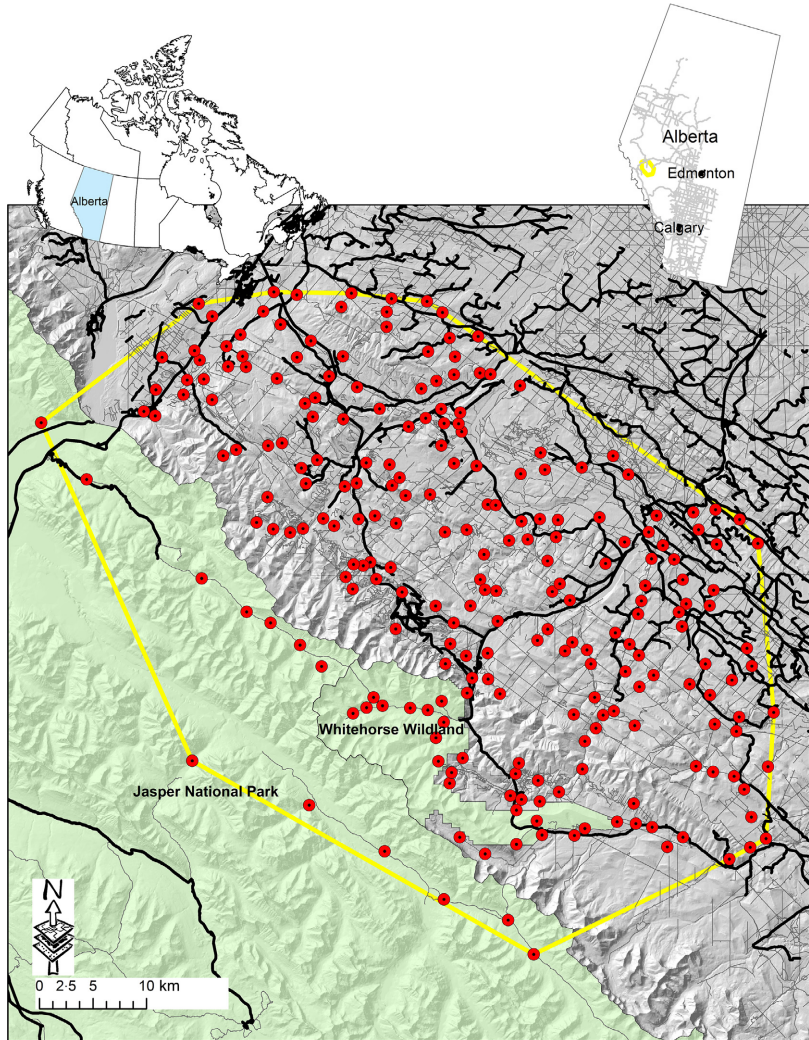 Alberta
Alberta
Edmonton
Calgary
Whitehorse Wildland
Jasper National Park
N
0 2·5 5 10 km